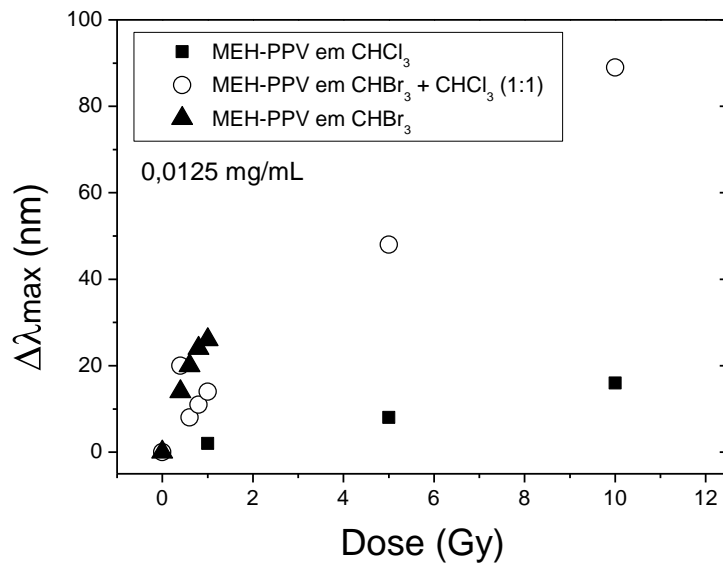 100
80
60
40
20
0
Δλmax (nm)
MEH-PPV em CHCl₃
MEH-PPV em CHBr₃ + CHCl₃ (1:1)
MEH-PPV em CHBr₃
0,0125 mg/mL
0 2 4 6 8 10 12
Dose (Gy)